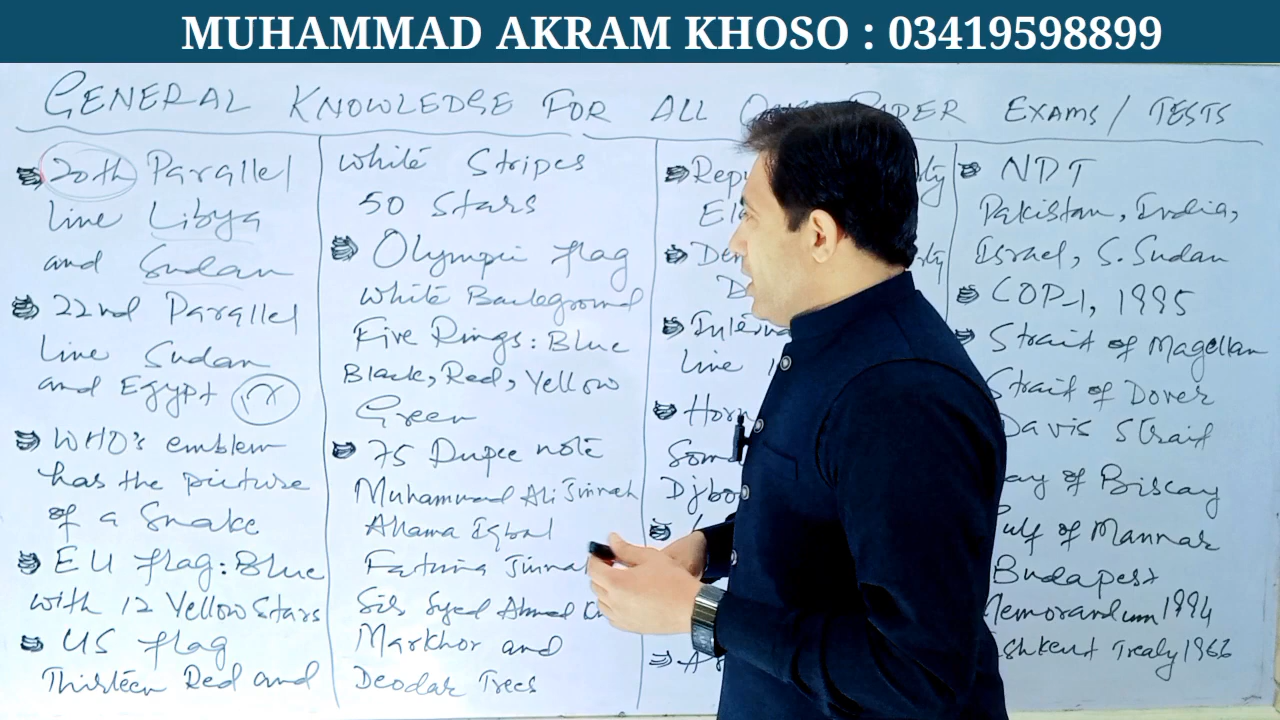 MUHAMMAD AKRAM KHOSO : 03419598899
GENERAL KNOWLEDGE FOR ALL PAPER EXAMS / TESTS
20th Parallel
line Libya
and Sudan
22nd Parallel
Line Sudan
and Egypt
WHO's emblem
has the picture
of a Snake
EU flag: Blue
with 12 Yellow Stars
US flag
Thirteen Red and
white Stripes
50 Stars
Olympic flag
white Background
Five Rings: Blue
Black, Red, Yellow
Green
75 Rupee note
Muhammad Ali Jinnah
Allama Iqbal
Fatima Jinnah
Sir Syed Ahmed
Markhor and
Deodar Trees
Line
NPT
Pakistan, India,
Israel, S. Sudan
COP-1, 1995
Strait of Magellan
Strait of Dover
Davis Strait
of Biscay
of Mannar
Budapest
Memorandum 1994
Treaty 1966